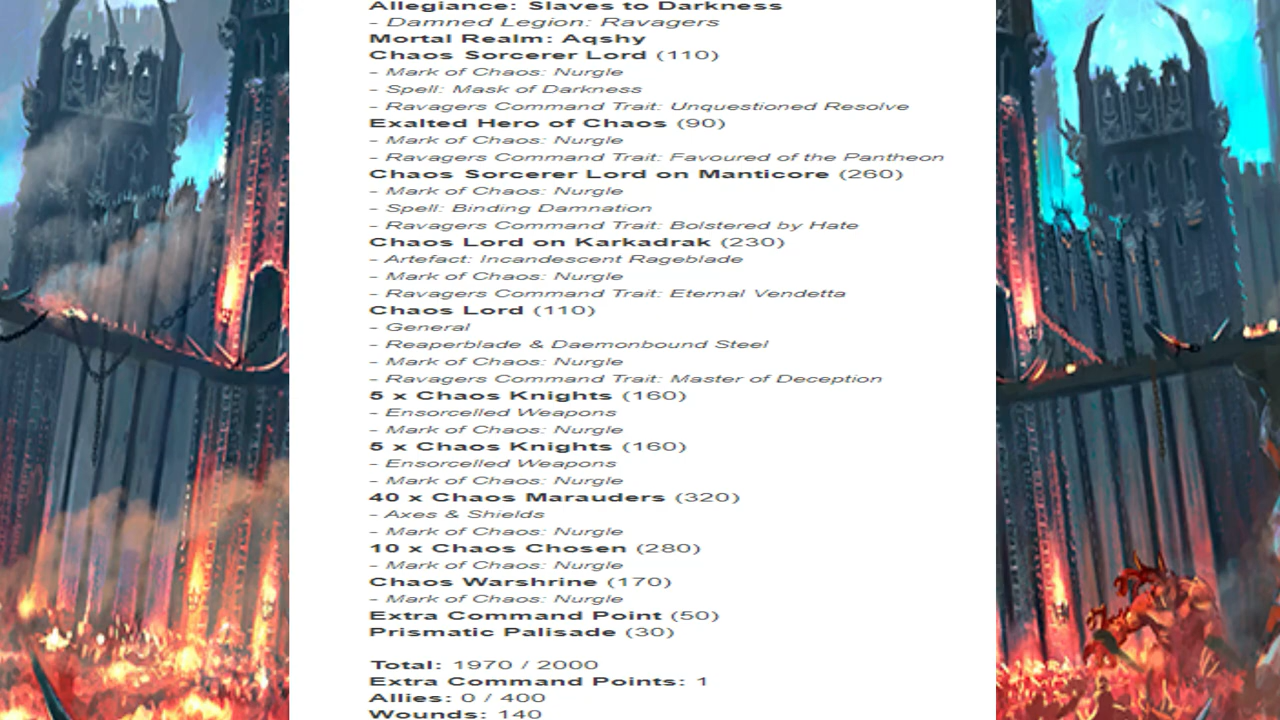 Allegiance: Slaves to Darkness
- Damned Legion: Ravagers
Mortal Realm: Aqshy
Chaos Sorcerer Lord (110)
- Mark of Chaos: Nurgle
- Spell: Mask of Darkness
- Ravagers Command Trait: Unquestioned Resolve
Exalted Hero of Chaos (90)
- Mark of Chaos: Nurgle
- Ravagers Command Trait: Favoured of the Pantheon
Chaos Sorcerer Lord on Manticore (260)
- Mark of Chaos: Nurgle
- Spell: Binding Damnation
- Ravagers Command Trait: Bolstered by Hate
Chaos Lord on Karkadrak (230)
- Artefact: Incandescent Rageblade
- Mark of Chaos: Nurgle
- Ravagers Command Trait: Eternal Vendetta
Chaos Lord (110)
- General
- Reaperblade & Daemonbound Steel
- Mark of Chaos: Nurgle
- Ravagers Command Trait: Master of Deception
5 x Chaos Knights (160)
- Ensorcelled Weapons
- Mark of Chaos: Nurgle
5 x Chaos Knights (160)
- Ensorcelled Weapons
- Mark of Chaos: Nurgle
40 x Chaos Marauders (320)
- Axes & Shields
- Mark of Chaos: Nurgle
10 x Chaos Chosen (280)
- Mark of Chaos: Nurgle
Chaos Warshrine (170)
- Mark of Chaos: Nurgle
Extra Command Point (50)
Prismatic Palisade (30)
Total: 1970 / 2000
Extra Command Points: 1
Allies: 0 / 400
Wounds: 140